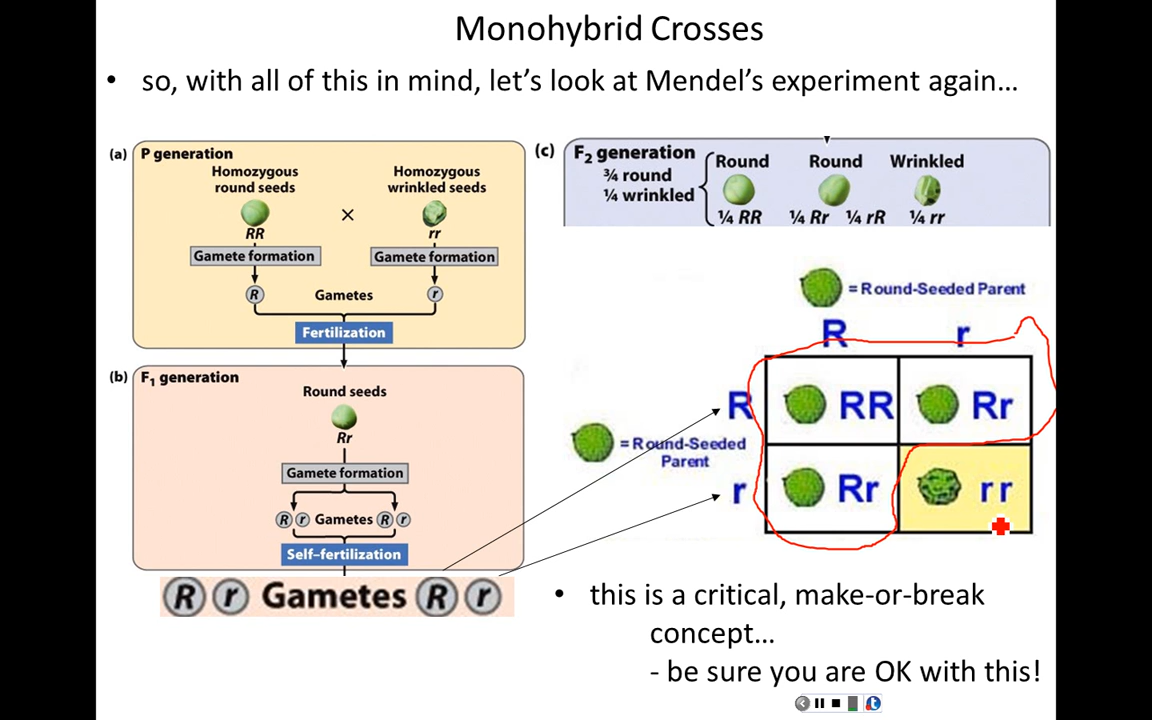 Monohybrid Crosses
• so, with all of this in mind, let's look at Mendel's experiment again…
(a) P generation
Homozygous round seeds
Homozygous wrinkled seeds
×
RR
rr
Gamete formation
Gamete formation
R Gametes r
Fertilization
(b) F1 generation
Round seeds
Rr
Gamete formation
R r Gametes R r
Self–fertilization
R r Gametes R r
(c) F2 generation
¾ round
¼ wrinkled
Round Round Wrinkled
¼ RR ¼ Rr ¼ rR ¼ rr
= Round-Seeded Parent
R r
R RR Rr
= Round-Seeded
Parent
r Rr rr
• this is a critical, make-or-break
concept…
- be sure you are OK with this!